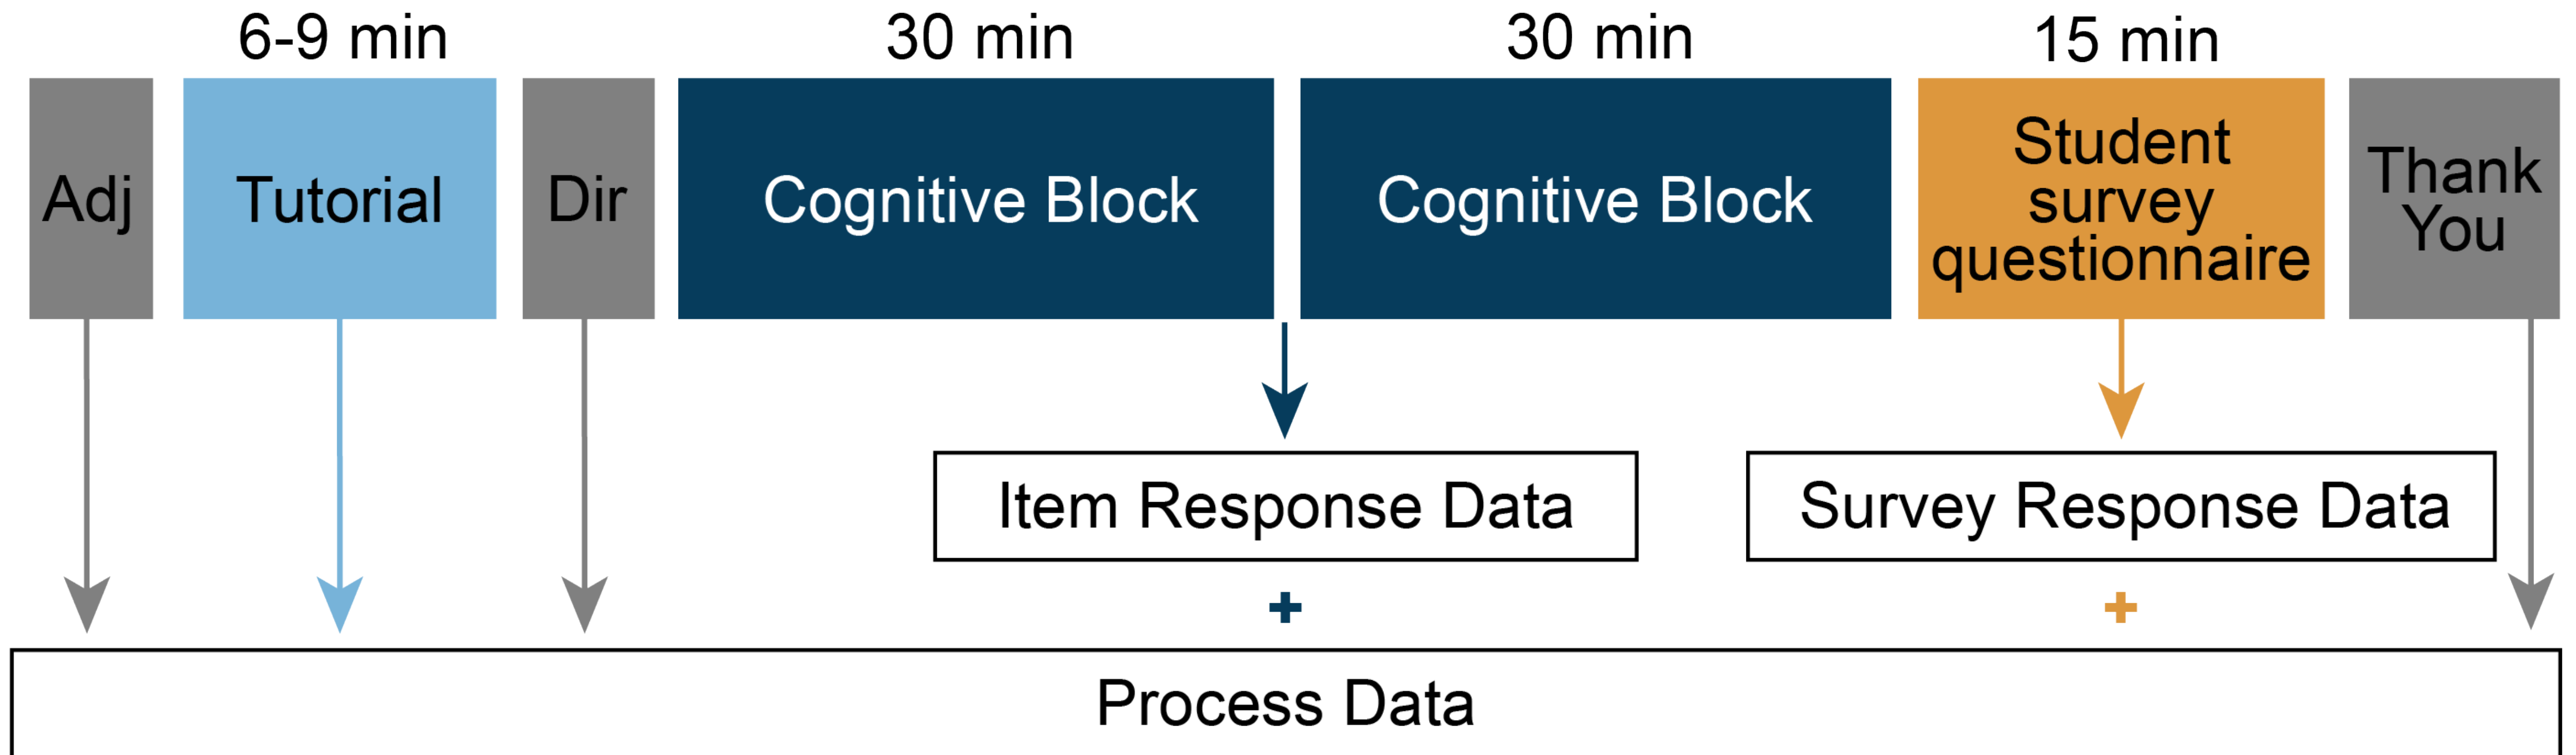 6-9 min
30 min
30 min
15 min
Adj
Tutorial
Dir
Cognitive Block
Cognitive Block
Student
survey
questionnaire
Thank
You
Item Response Data
Survey Response Data
Process Data